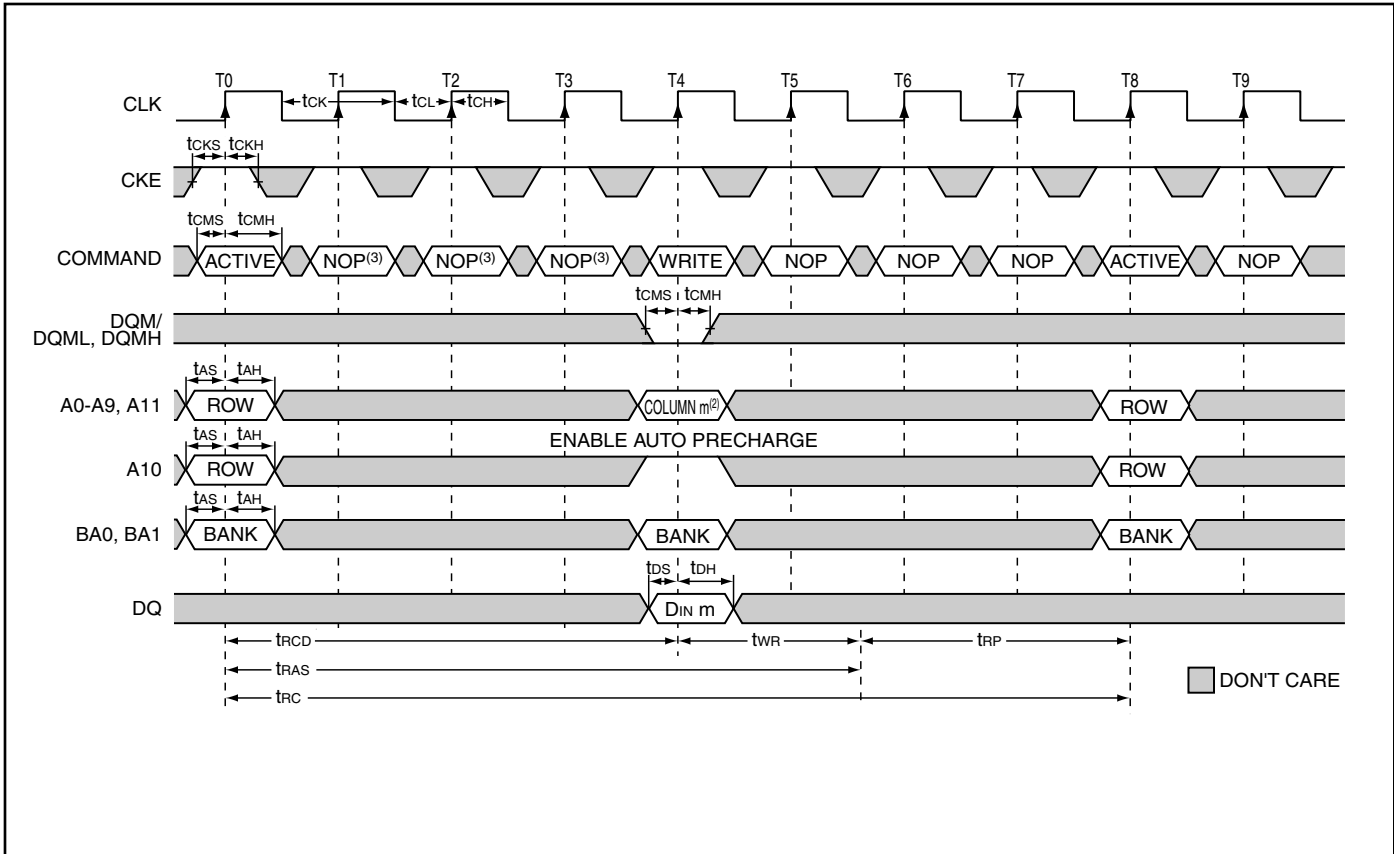 T0 T1 T2 T3 T4 T5 T6 T7 T8 T9
CLK tCK tCL tCH
tCKS tCKH
CKE
tCMS tCMH
COMMAND ACTIVE NOP(3) NOP(3) NOP(3) WRITE NOP NOP NOP ACTIVE NOP
tCMS tCMH
DQM/
DQML, DQMH
tAS tAH
A0-A9, A11 ROW COLUMN m(2) ROW
tAS tAH ENABLE AUTO PRECHARGE
A10 ROW ROW
tAS tAH
BA0, BA1 BANK BANK BANK
tDS tDH
DQ DIN m
tRCD tWR tRP
tRAS
tRC
DON'T CARE